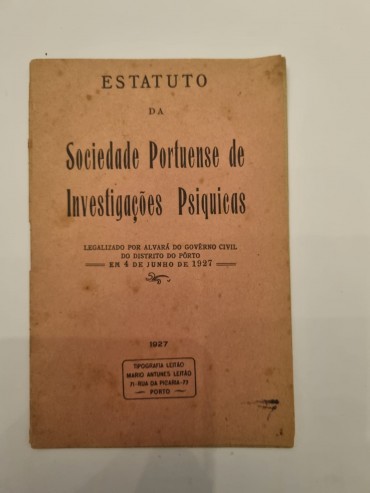 ESTATUTO
DA
Sociedade Portuense de
Investigações Psiquicas
LEGALIZADO POR ALVARÁ DO GOVÊRNO CIVIL
DO DISTRITO DO PÔRTO
EM 4 DE JUNHO DE 1927
1927
TIPOGRAFIA LEITÃO
MARIO ANTUNES LEITÃO
71-RUA DA PICARIA-73
— PORTO —